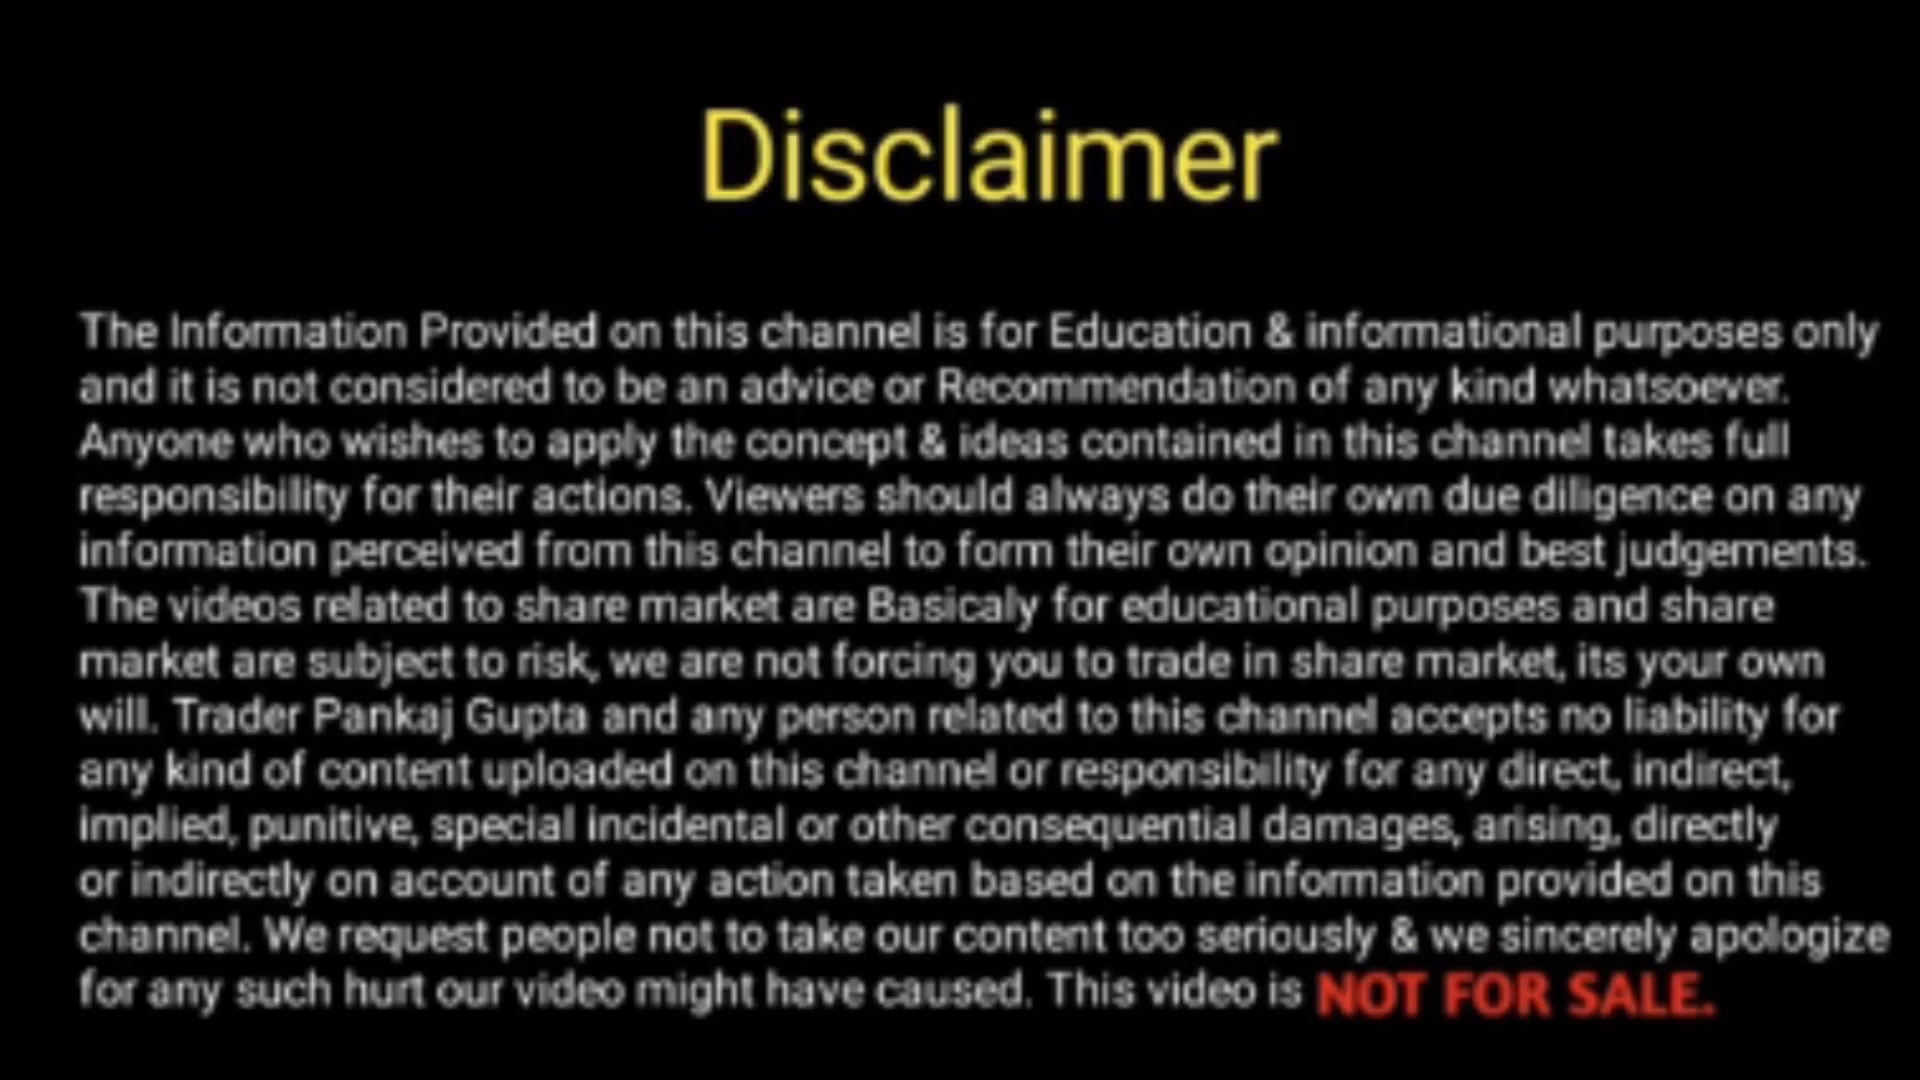 Disclaimer
The Information Provided on this channel is for Education & informational purposes only
and it is not considered to be an advice or Recommendation of any kind whatsoever.
Anyone who wishes to apply the concept & ideas contained in this channel takes full
responsibility for their actions. Viewers should always do their own due diligence on any
information perceived from this channel to form their own opinion and best judgements.
The videos related to share market are Basicaly for educational purposes and share
market are subject to risk, we are not forcing you to trade in share market, its your own
will. Trader Pankaj Gupta and any person related to this channel accepts no liability for
any kind of content uploaded on this channel or responsibility for any direct, indirect,
implied, punitive, special incidental or other consequential damages, arising, directly
or indirectly on account of any action taken based on the information provided on this
channel. We request people not to take our content too seriously & we sincerely apologize
for any such hurt our video might have caused. This video is NOT FOR SALE.